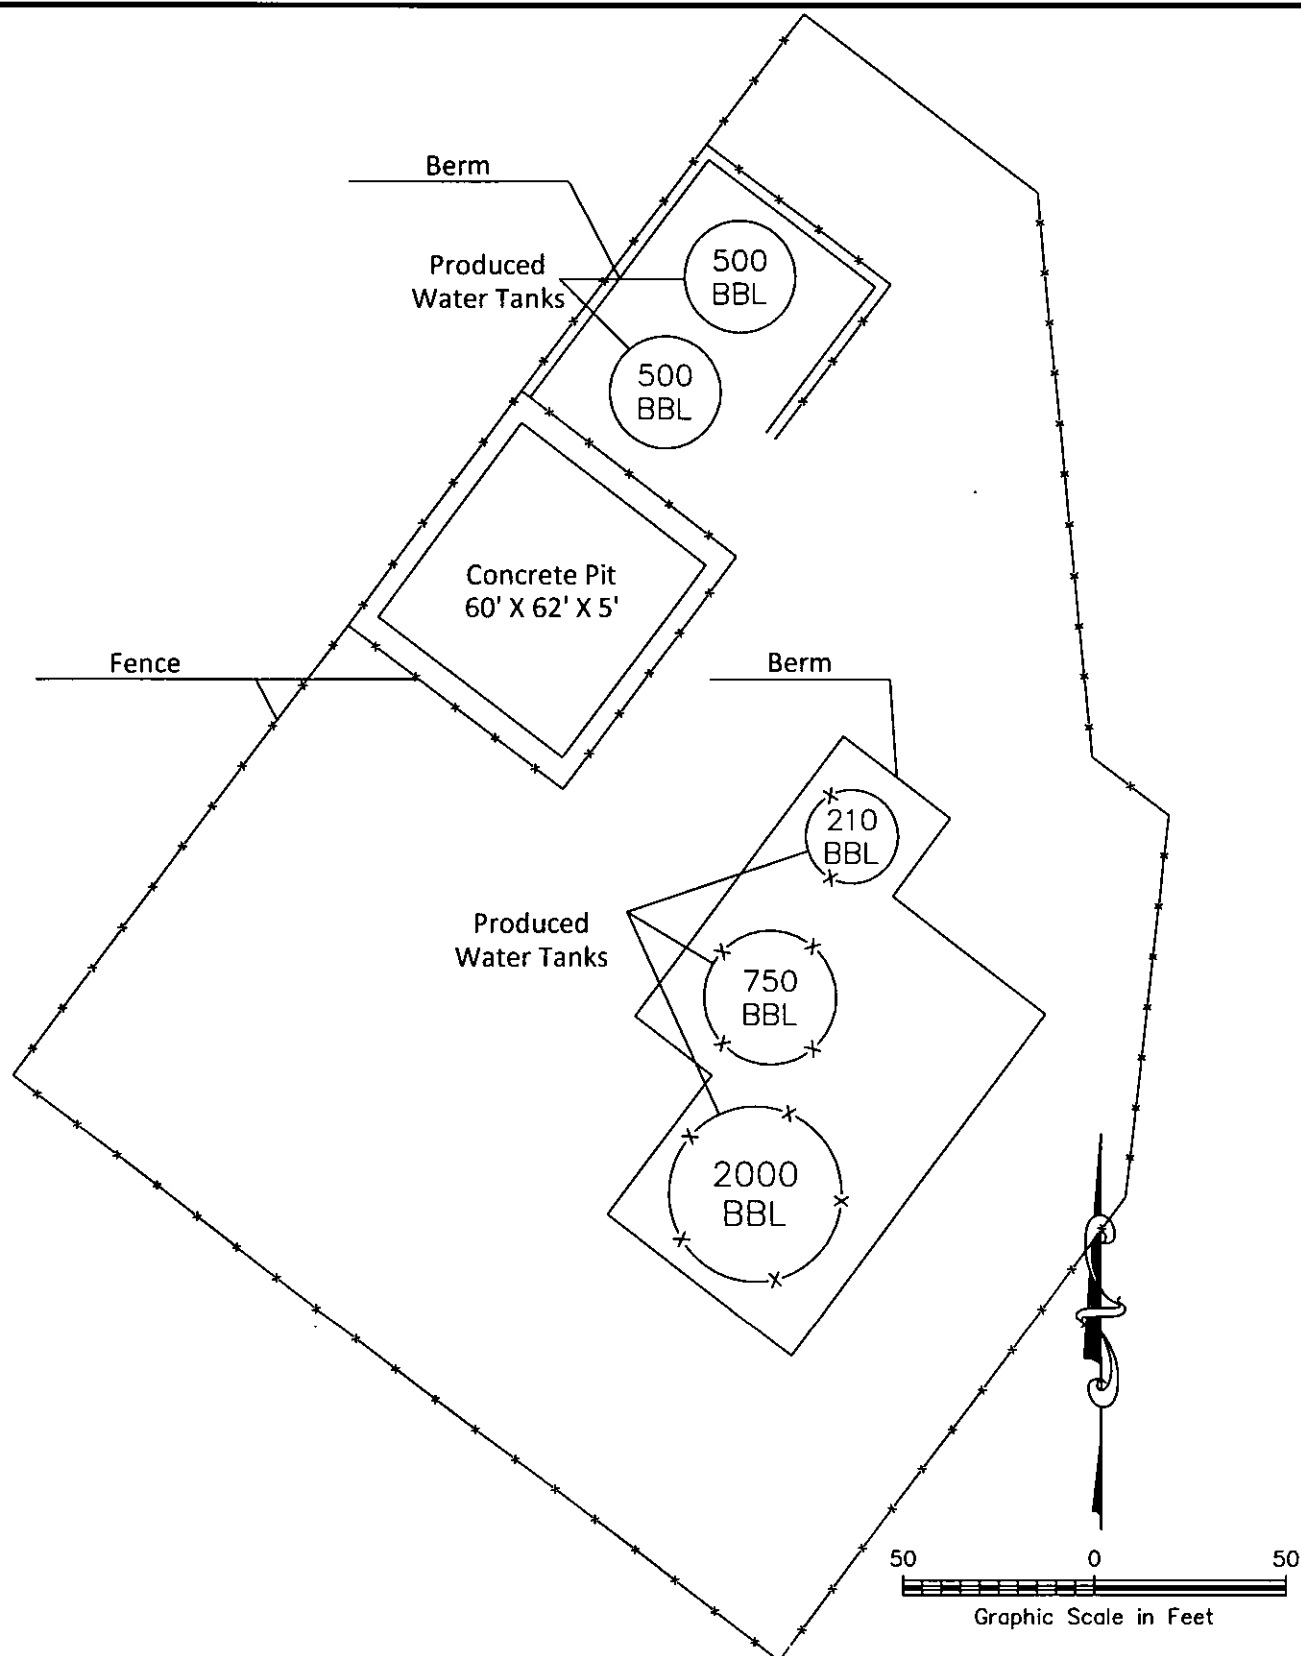 Berm
Produced
Water Tanks
500
BBL
500
BBL
Concrete Pit
60' X 62' X 5'
Fence
Berm
210
BBL
Produced
Water Tanks
750
BBL
2000
BBL
50 0 50
Graphic Scale in Feet